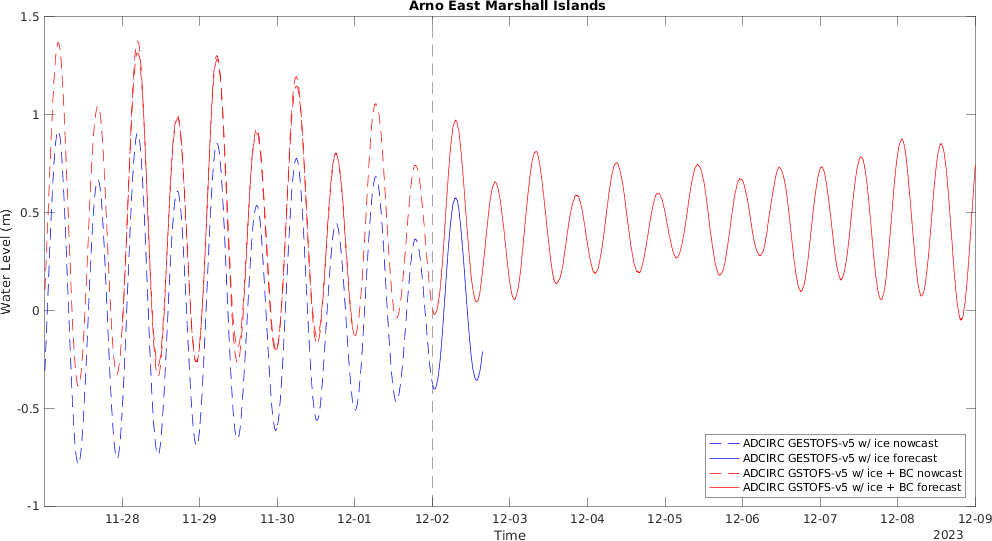 Arno East Marshall Islands
Water Level (m)
1.5
1
0.5
0
-0.5
-1
11-28
11-29
11-30
12-01
12-02
12-03
12-04
12-05
12-06
12-07
12-08
12-09
Time
2023
ADCIRC GESTOFS-v5 w/ ice nowcast
ADCIRC GESTOFS-v5 w/ ice forecast
ADCIRC GSTOFS-v5 w/ ice + BC nowcast
ADCIRC GSTOFS-v5 w/ ice + BC forecast